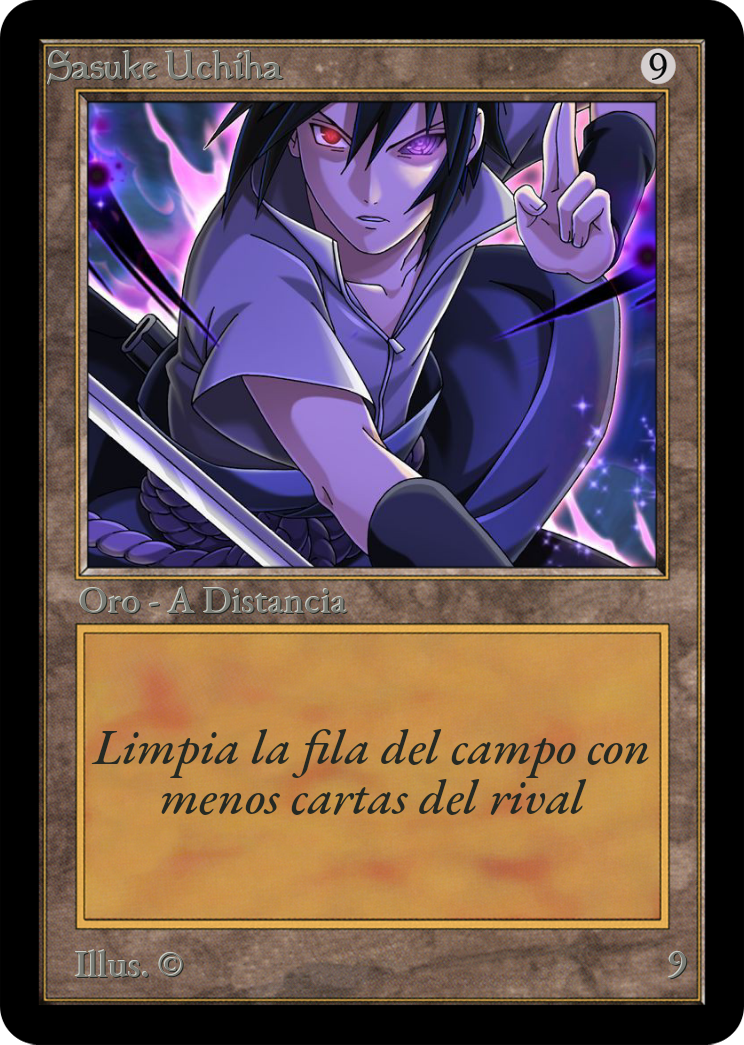 Sasuke Uchiha
9
Oro - A Distancia
Limpia la fila del campo con
menos cartas del rival
Illus. ©
9